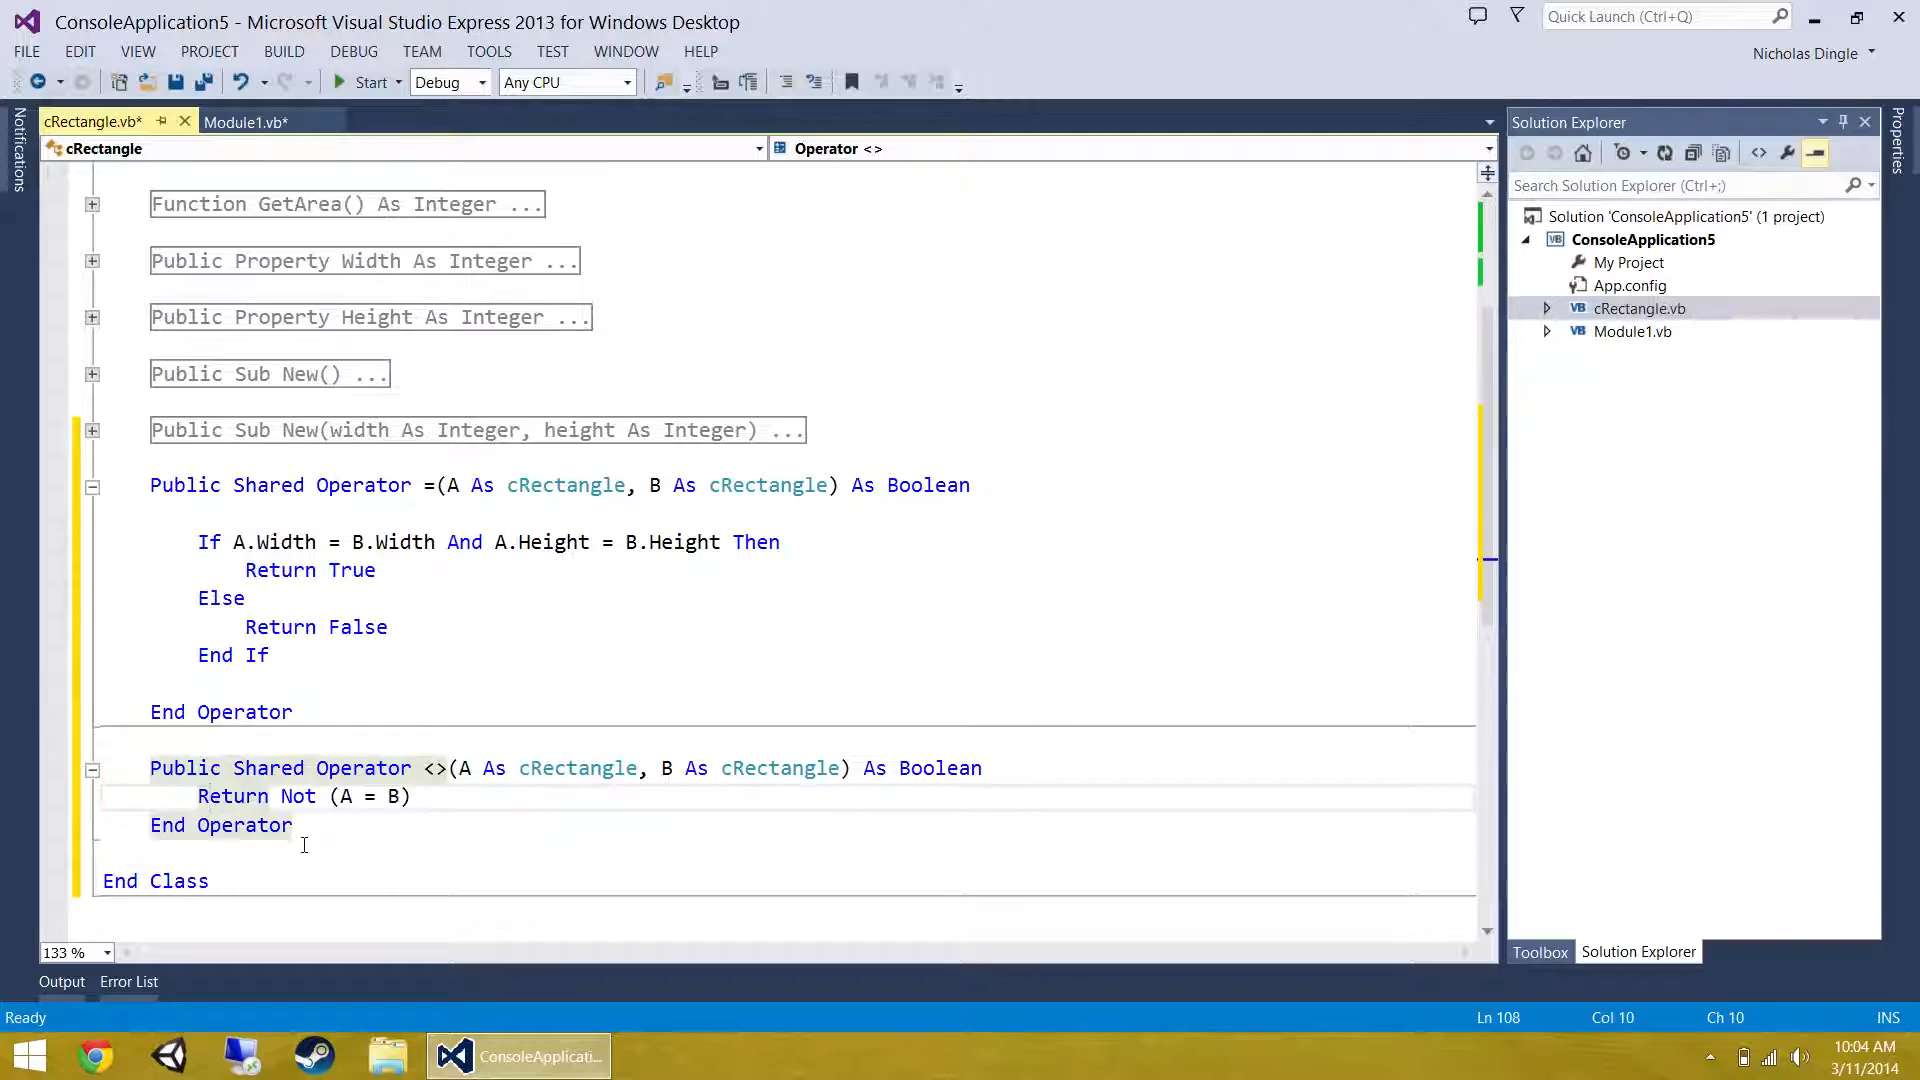 ConsoleApplication5 - Microsoft Visual Studio Express 2013 for Windows Desktop
Quick Launch (Ctrl+Q)
FILE EDIT VIEW PROJECT BUILD DEBUG TEAM TOOLS TEST WINDOW HELP
Nicholas Dingle
Start Debug Any CPU
Notifications
cRectangle.vb* Module1.vb*
cRectangle Operator <>
Function GetArea() As Integer ...
Public Property Width As Integer ...
Public Property Height As Integer ...
Public Sub New() ...
Public Sub New(width As Integer, height As Integer) ...
Public Shared Operator =(A As cRectangle, B As cRectangle) As Boolean
If A.Width = B.Width And A.Height = B.Height Then
Return True
Else
Return False
End If
End Operator
Public Shared Operator <>(A As cRectangle, B As cRectangle) As Boolean
Return Not (A = B)
End Operator
End Class
133 %
Solution Explorer
Search Solution Explorer (Ctrl+;)
Solution 'ConsoleApplication5' (1 project)
VB ConsoleApplication5
My Project
App.config
VB cRectangle.vb
VB Module1.vb
Toolbox Solution Explorer
Properties
Output Error List
Ready Ln 108 Col 10 Ch 10 INS
ConsoleApplicati...
10:04 AM
3/11/2014